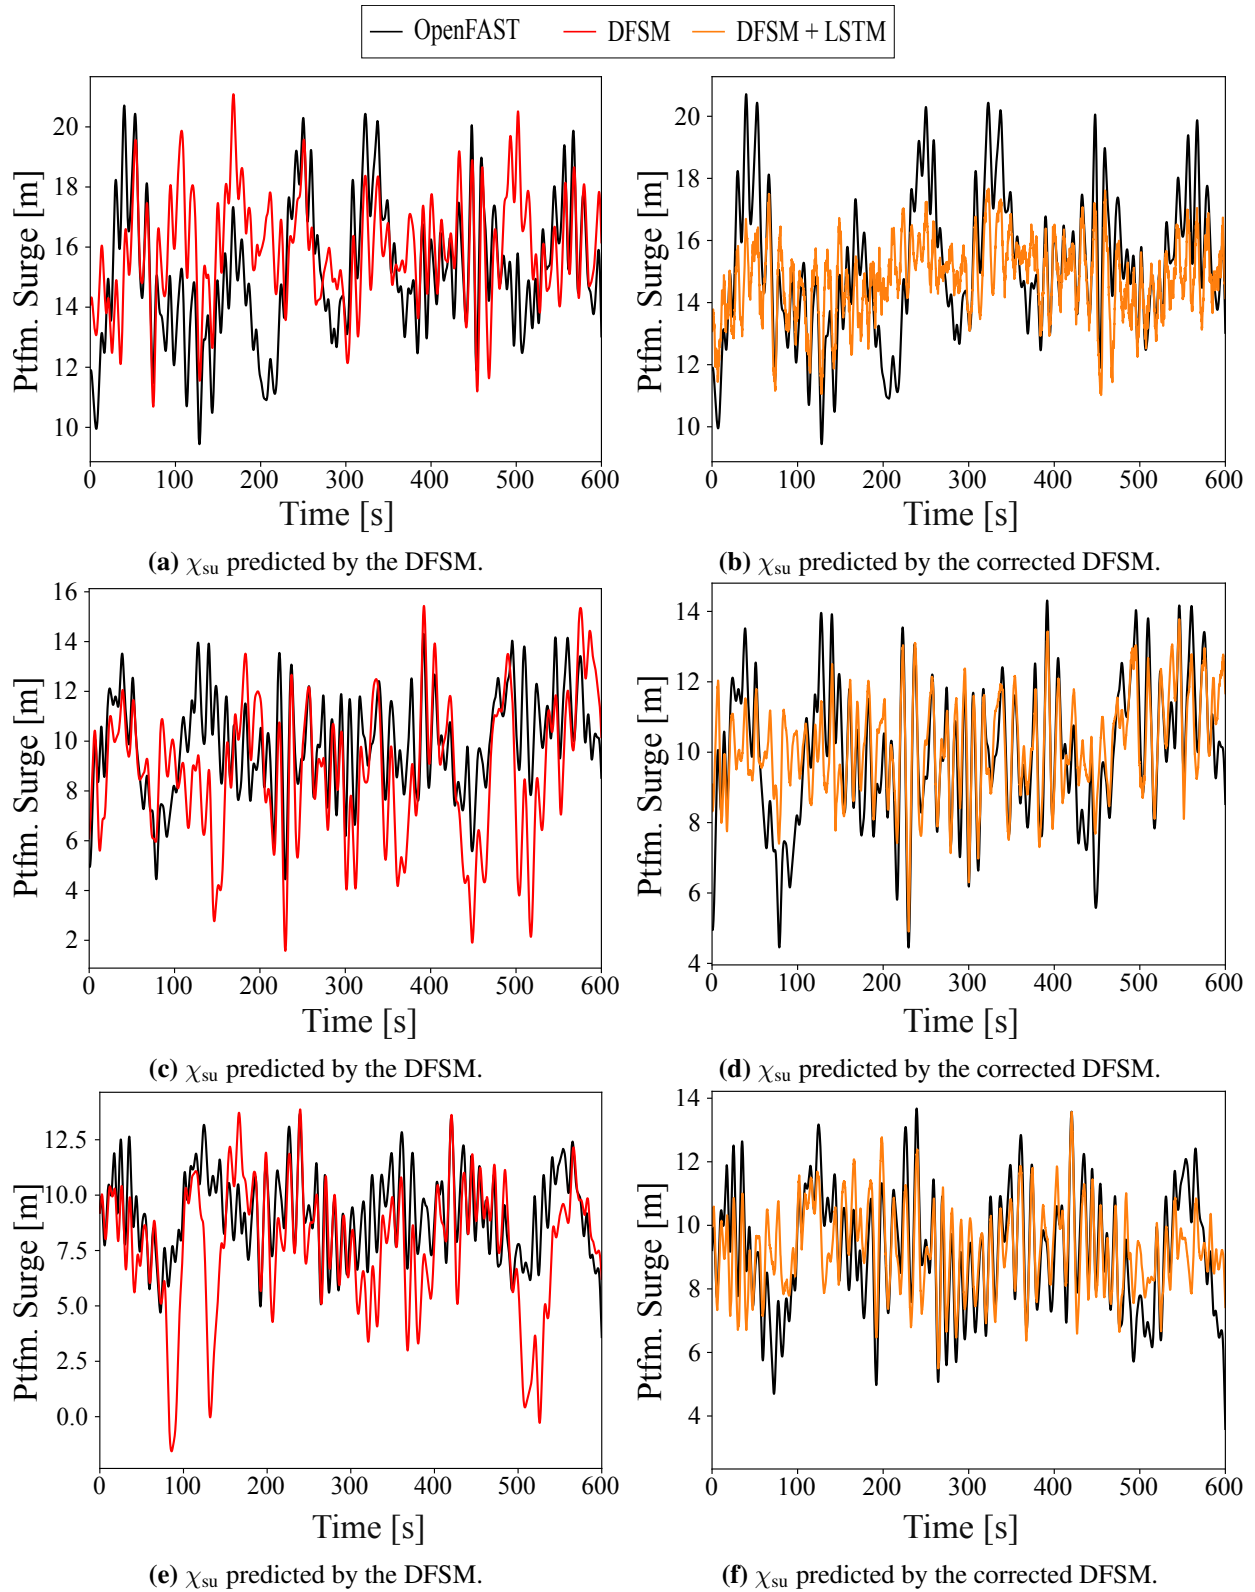 OpenFAST DFSM DFSM + LSTM
Ptfm. Surge [m]
20
18
16
14
12
10
0 100 200 300 400 500 600
Time [s]
(a) χsu predicted by the DFSM.
Ptfm. Surge [m]
20
18
16
14
12
10
0 100 200 300 400 500 600
Time [s]
(b) χsu predicted by the corrected DFSM.
Ptfm. Surge [m]
16
14
12
10
8
6
4
2
0 100 200 300 400 500 600
Time [s]
(c) χsu predicted by the DFSM.
Ptfm. Surge [m]
14
12
10
8
6
4
0 100 200 300 400 500 600
Time [s]
(d) χsu predicted by the corrected DFSM.
Ptfm. Surge [m]
12.5
10.0
7.5
5.0
2.5
0.0
0 100 200 300 400 500 600
Time [s]
(e) χsu predicted by the DFSM.
Ptfm. Surge [m]
14
12
10
8
6
4
0 100 200 300 400 500 600
Time [s]
(f) χsu predicted by the corrected DFSM.